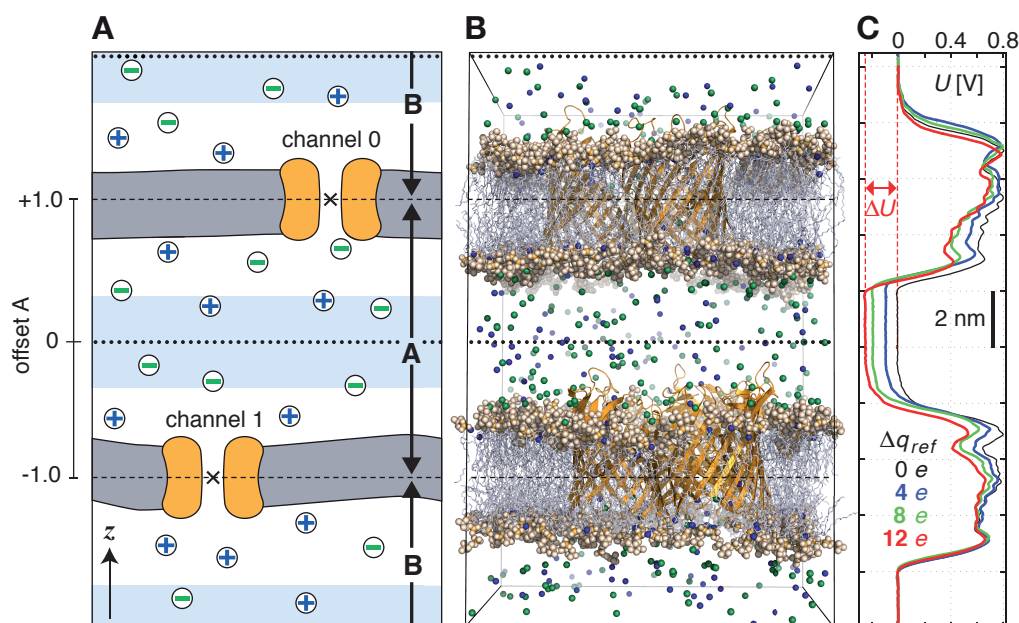 A
B
C
0 0.4 0.8
U [V]
B
channel 0
+1.0
ΔU
offset A
2 nm
0
A
channel 1
Δq_ref
-1.0
0 e
4 e
8 e
12 e
z
B